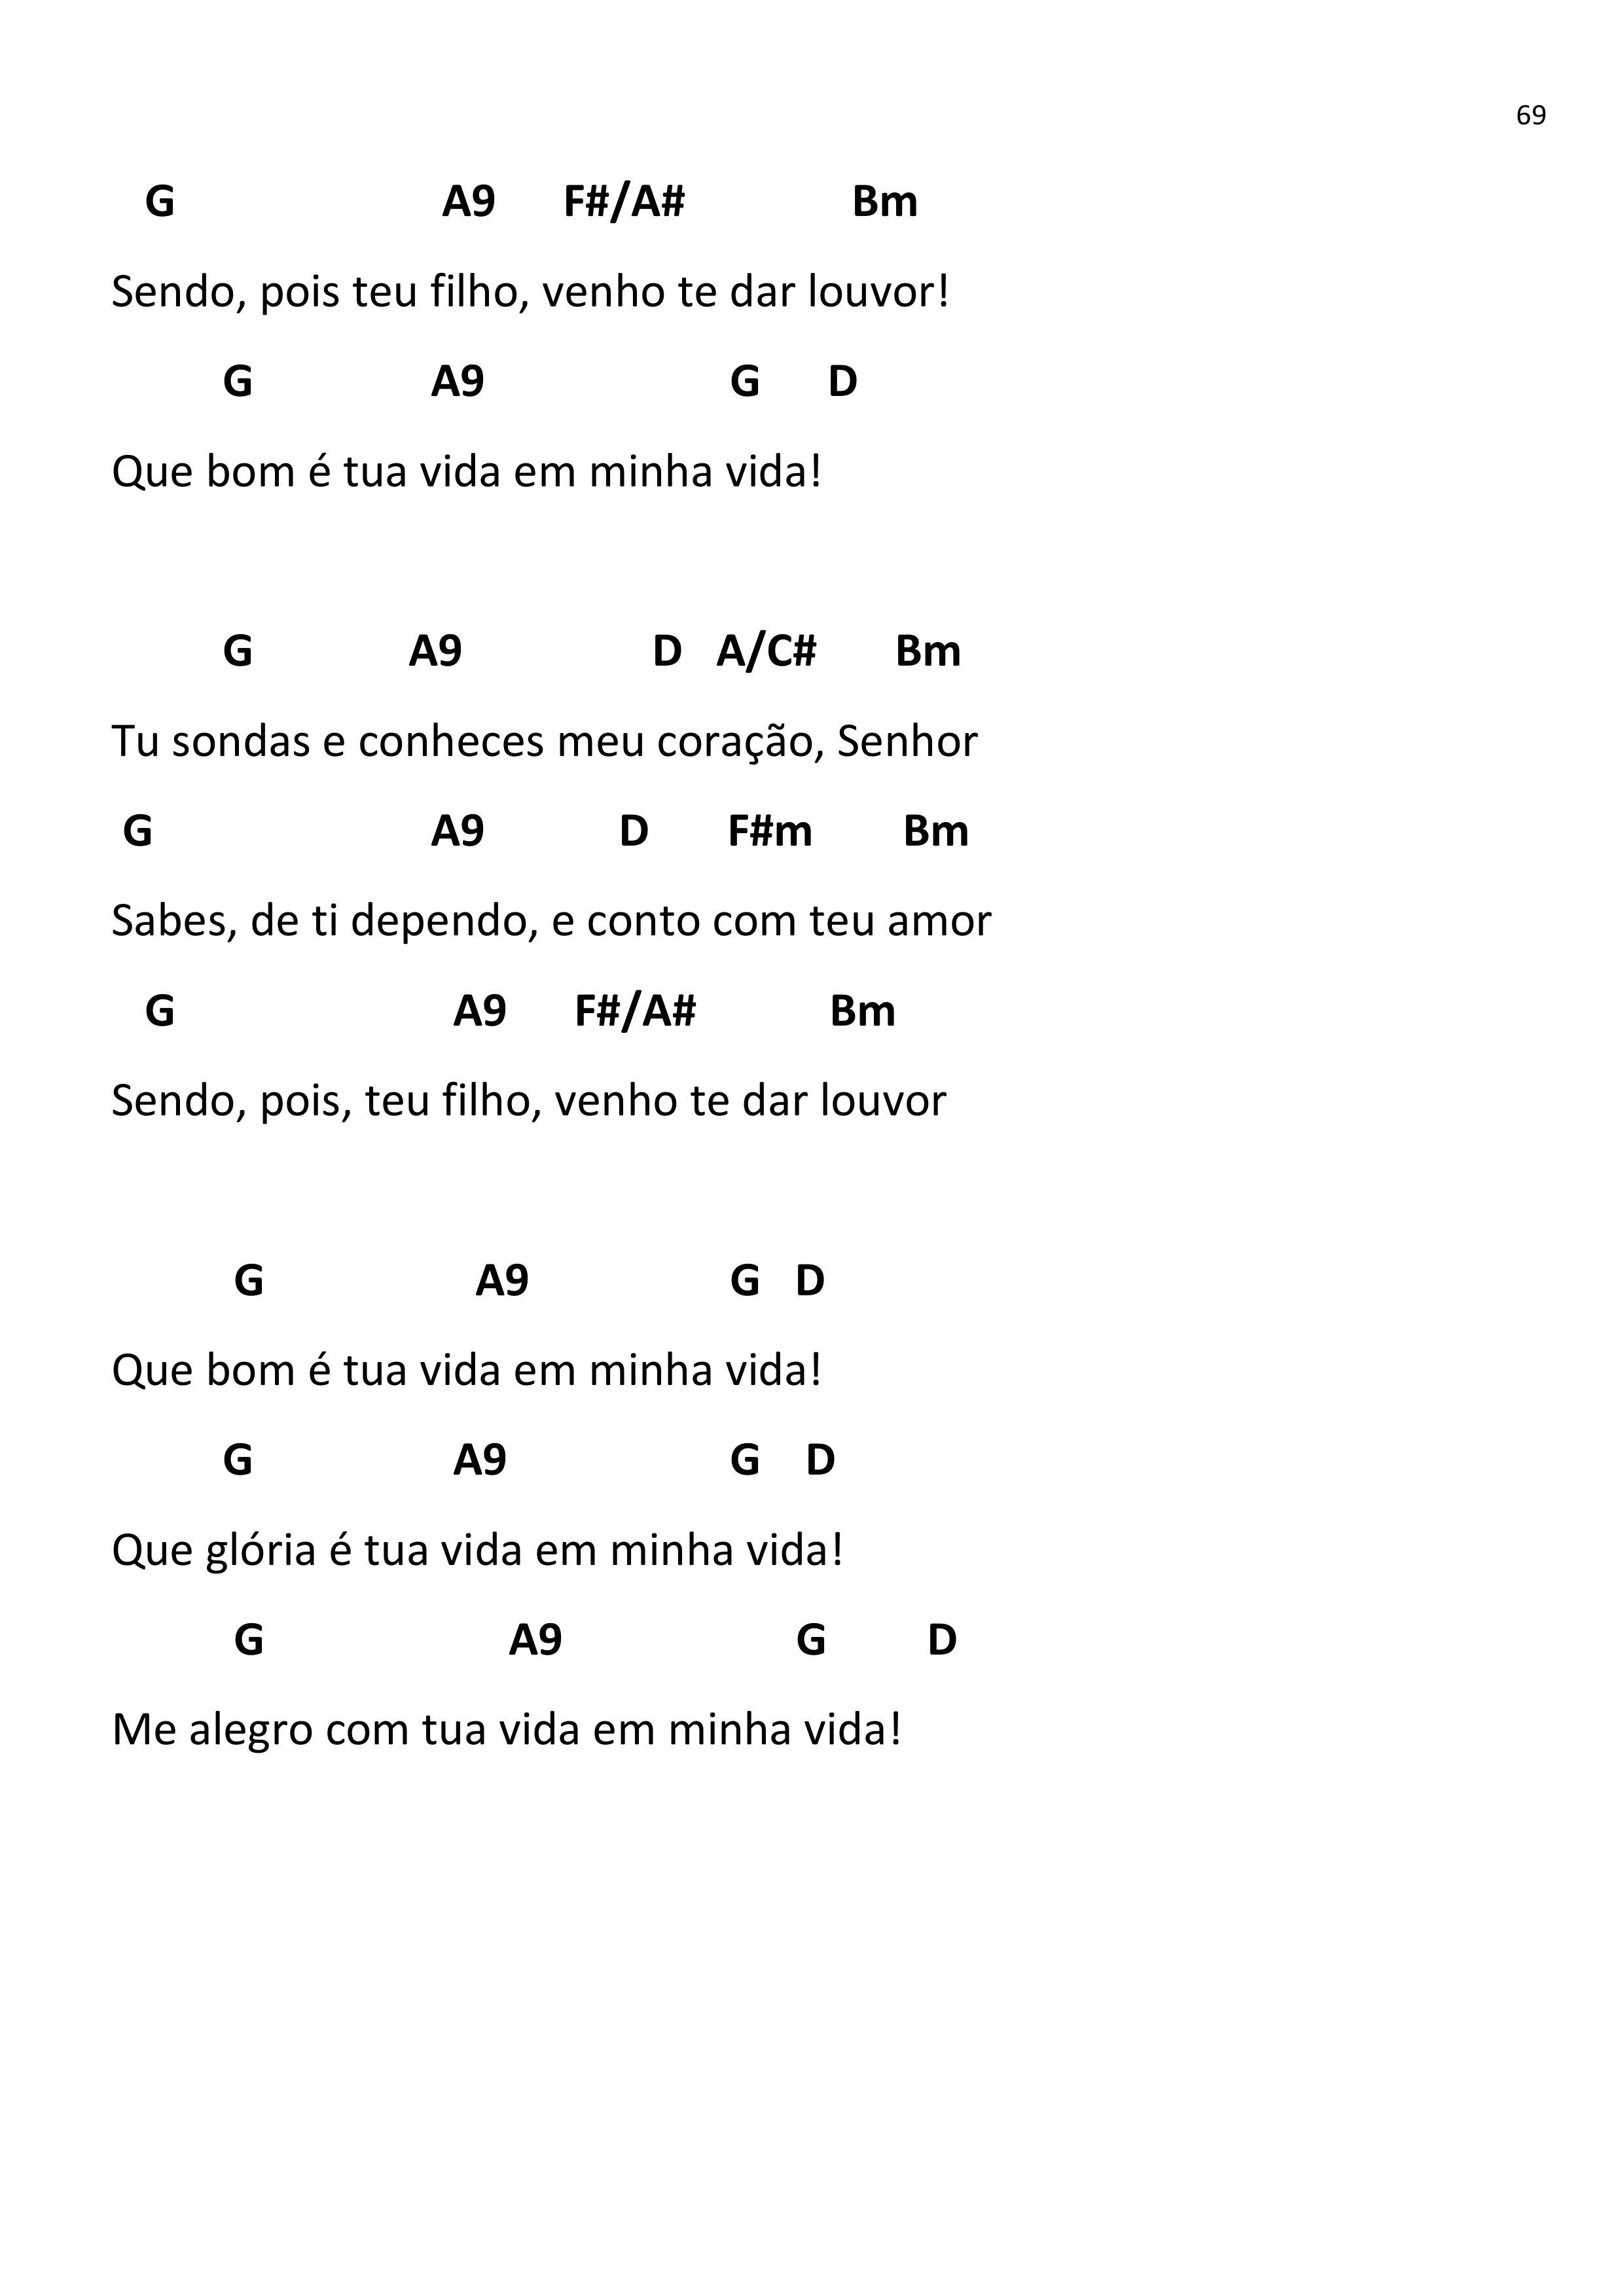 69
G A9 F#/A# Bm
Sendo, pois teu filho, venho te dar louvor!
G A9 G D
Que bom é tua vida em minha vida!
G A9 D A/C# Bm
Tu sondas e conheces meu coração, Senhor
G A9 D F#m Bm
Sabes, de ti dependo, e conto com teu amor
G A9 F#/A# Bm
Sendo, pois, teu filho, venho te dar louvor
G A9 G D
Que bom é tua vida em minha vida!
G A9 G D
Que glória é tua vida em minha vida!
G A9 G D
Me alegro com tua vida em minha vida!